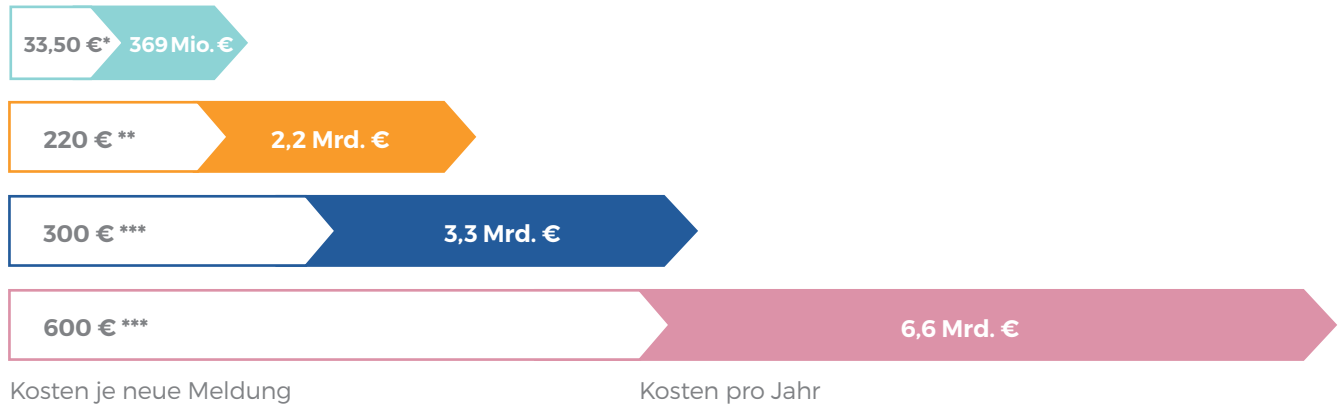 33,50 €* 369 Mio. €
220 € ** 2,2 Mrd. €
300 € *** 3,3 Mrd. €
600 € *** 6,6 Mrd. €
Kosten je neue Meldung Kosten pro Jahr